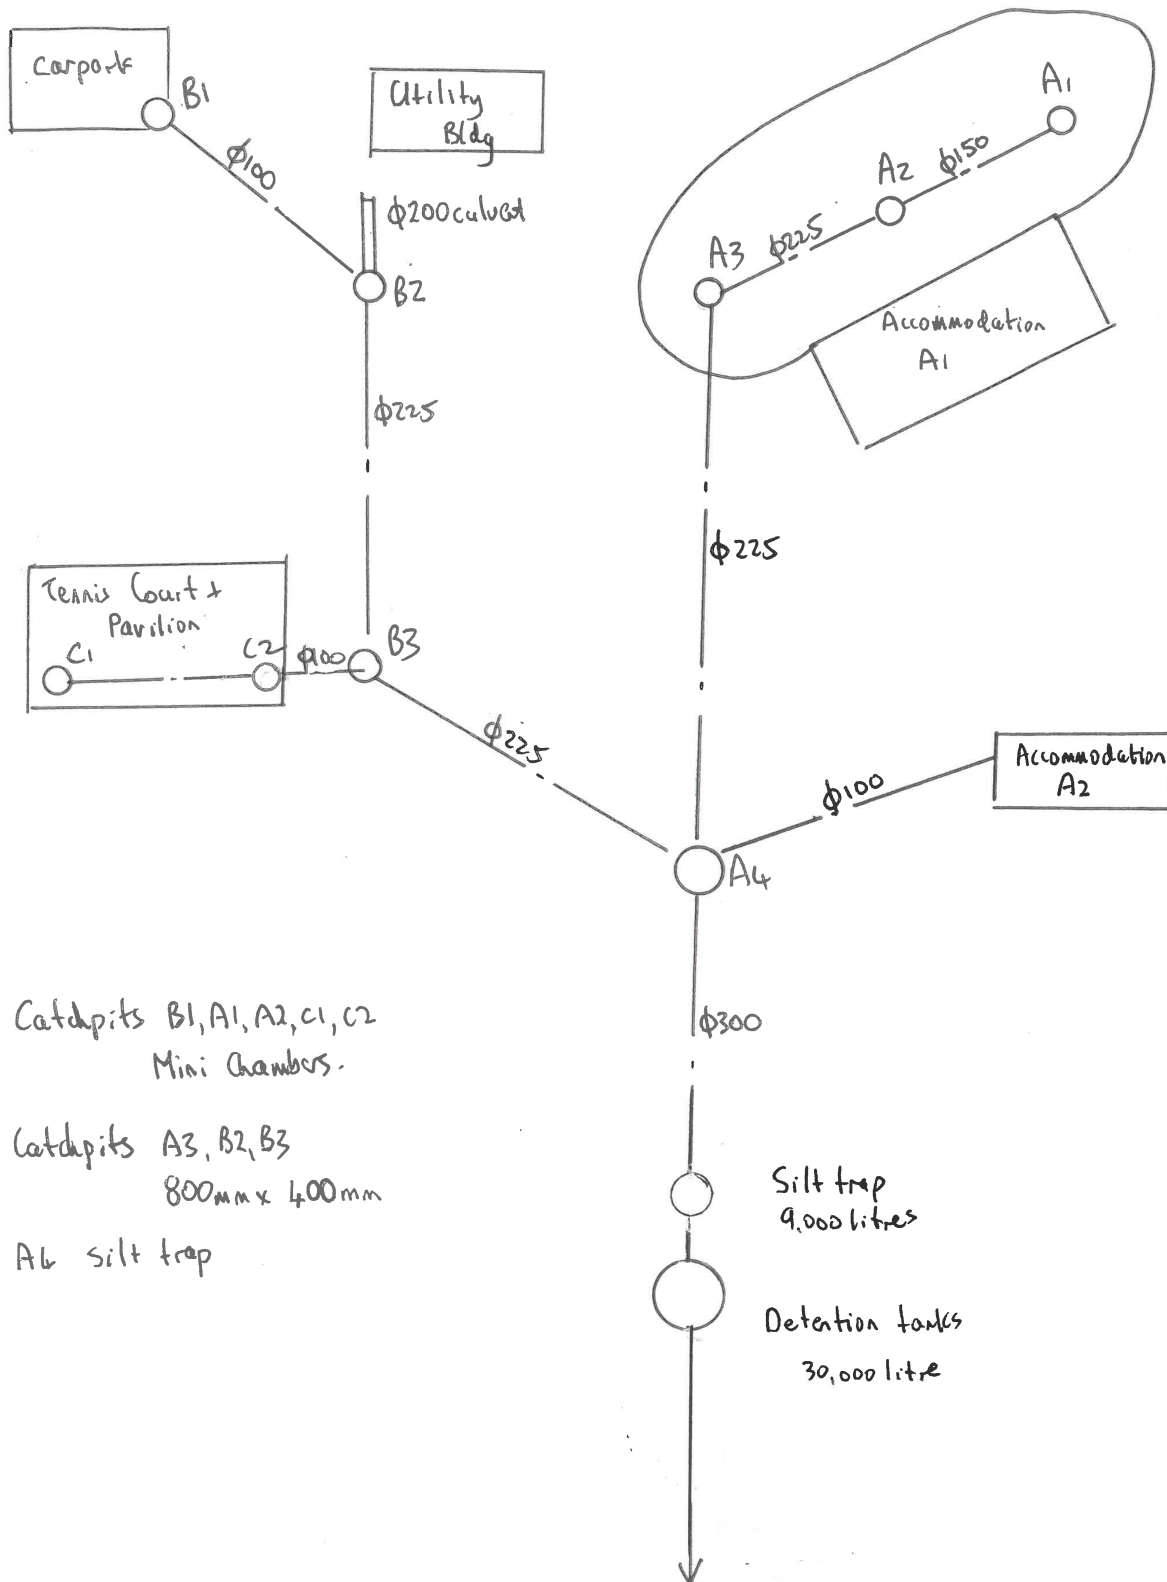 Carpark
B1
Utility
Bldg
A1
ϕ100
ϕ150
A2
ϕ200 culvert
A3
ϕ225
B2
Accommodation
A1
ϕ225
ϕ225
Tennis Court +
Pavilion
C1
C2
ϕ100
B3
ϕ225
Accommodation
A2
ϕ100
A4
Catchpits B1, A1, A2, C1, C2
Mini Chambers.
ϕ300
Catchpits A3, B2, B3
800mm x 400mm
A4 silt trap
Silt trap
9,000 litres
Detention tanks
30,000 litre